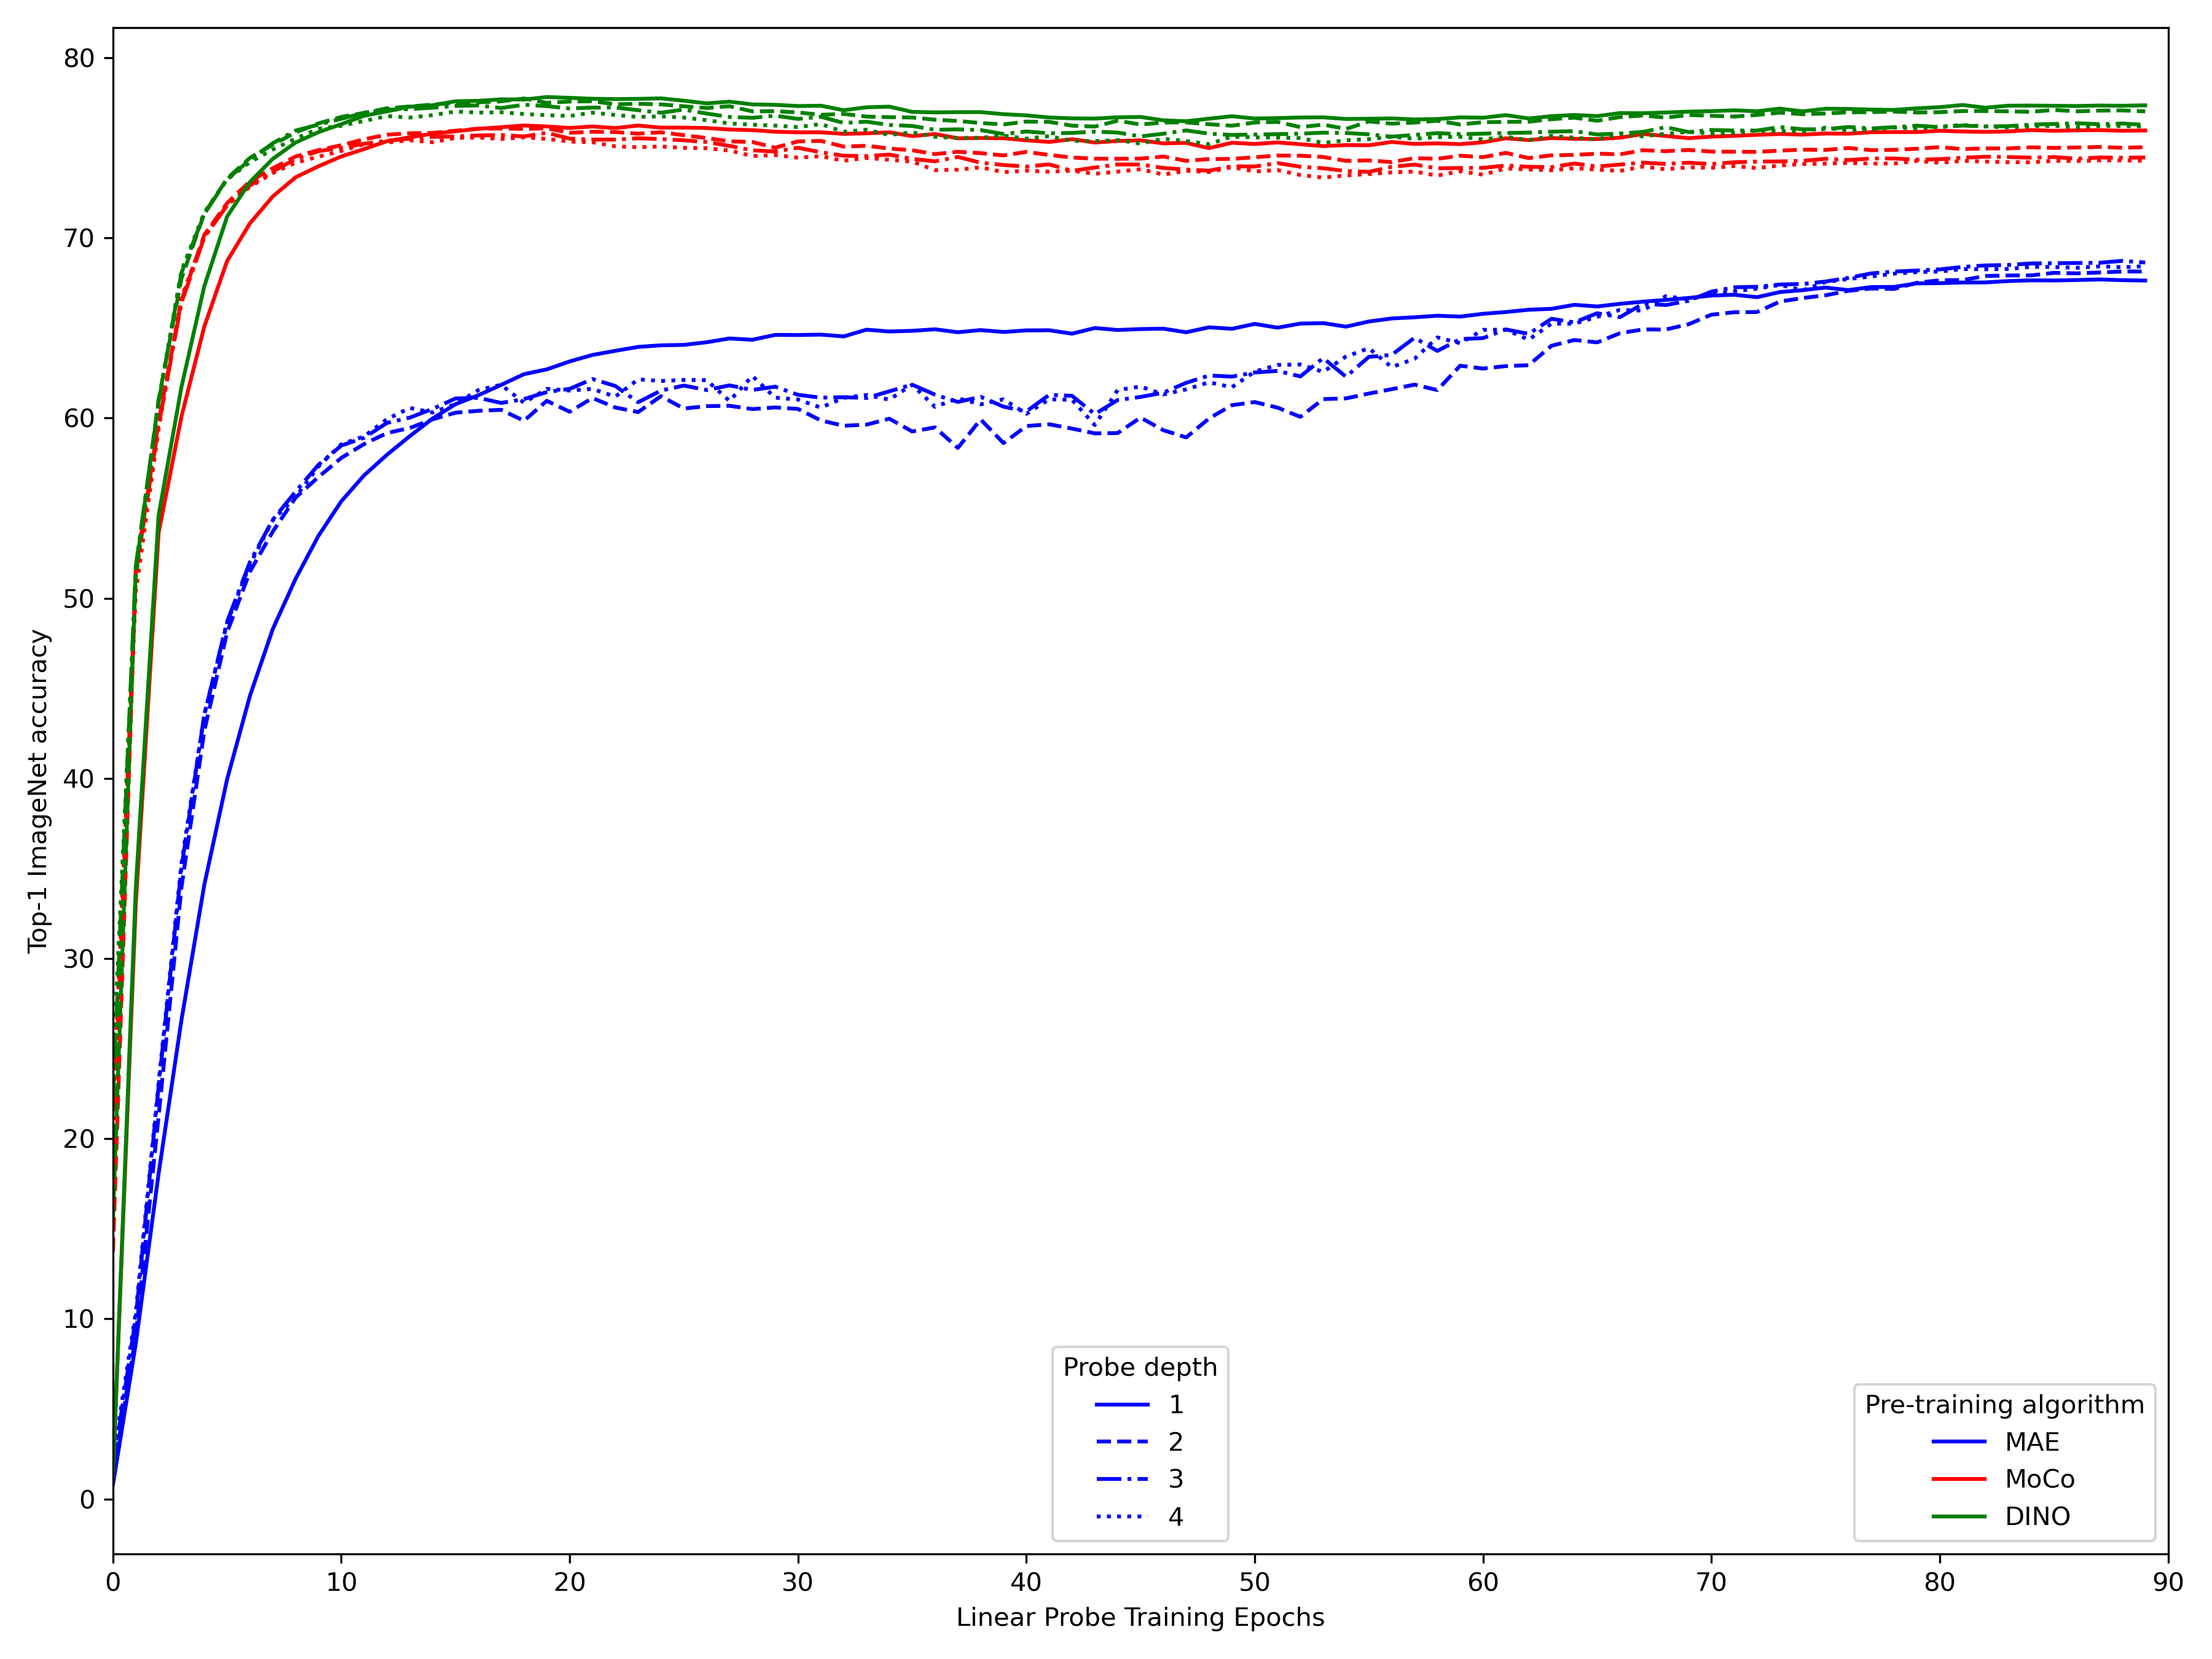 80
70
60
50
40
30
20
10
0
Top-1 ImageNet accuracy
0 10 20 30 40 50 60 70 80 90
Linear Probe Training Epochs
Probe depth
1
2
3
4
Pre-training algorithm
MAE
MoCo
DINO